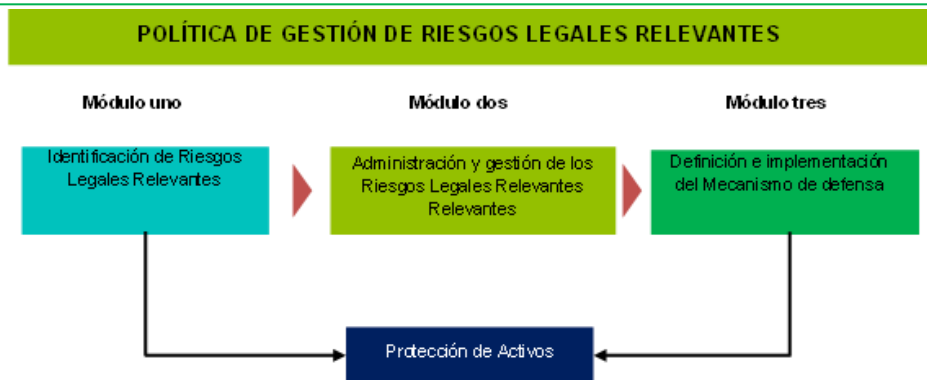 POLÍTICA DE GESTIÓN DE RIESGOS LEGALES RELEVANTES
Módulo uno
Módulo dos
Módulo tres
Identificación de Riesgos
Legales Relevantes
Administración y gestión de los
Riesgos Legales Relevantes
Relevantes
Definición e implementación
del Mecanismo de defensa
Protección de Activos